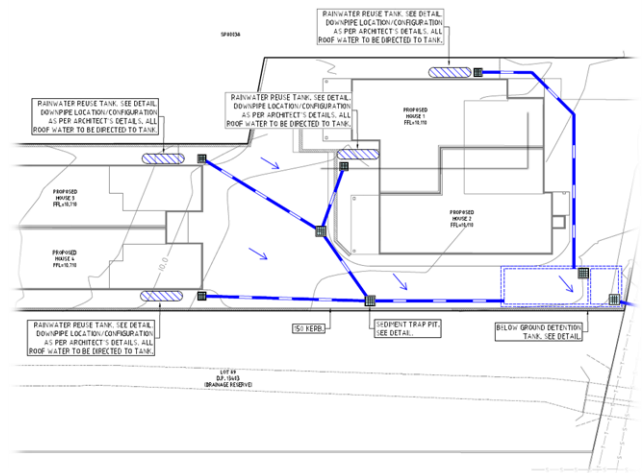 RAINWATER REUSE TANK, SEE DETAIL.
DOWNPIPE LOCATION/CONFIGURATION
AS PER ARCHITECT'S DETAILS, ALL
ROOF WATER TO BE DIRECTED TO TANK.
RAINWATER REUSE TANK, SEE DETAIL.
DOWNPIPE LOCATION/CONFIGURATION
AS PER ARCHITECT'S DETAILS, ALL
ROOF WATER TO BE DIRECTED TO TANK.
RAINWATER REUSE TANK, SEE DETAIL.
DOWNPIPE LOCATION/CONFIGURATION
AS PER ARCHITECT'S DETAILS, ALL
ROOF WATER TO BE DIRECTED TO TANK.
PROPOSED
HOUSE 1
PROPOSED
HOUSE 3
PROPOSED
HOUSE 2
PROPOSED
HOUSE 4
10.0
RAINWATER REUSE TANK, SEE DETAIL.
DOWNPIPE LOCATION/CONFIGURATION
AS PER ARCHITECT'S DETAILS, ALL
ROOF WATER TO BE DIRECTED TO TANK.
150 KERB.
SEDIMENT TRAP PIT,
SEE DETAIL.
BELOW GROUND DETENTION
TANK, SEE DETAIL
(DRAINAGE RESERVE)